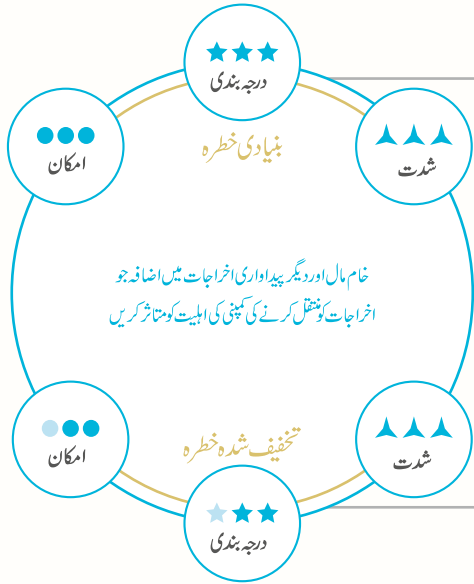 درجہ بندی
شدت
امکان
بنیادی خطرہ
خام مال اور دیگر پیداواری اخراجات میں اضافہ جو
اخراجات کو منتقل کرنے کی کمپنی کی اہلیت کو متاثر کریں
تخفیف شدہ خطرہ
شدت
امکان
درجہ بندی